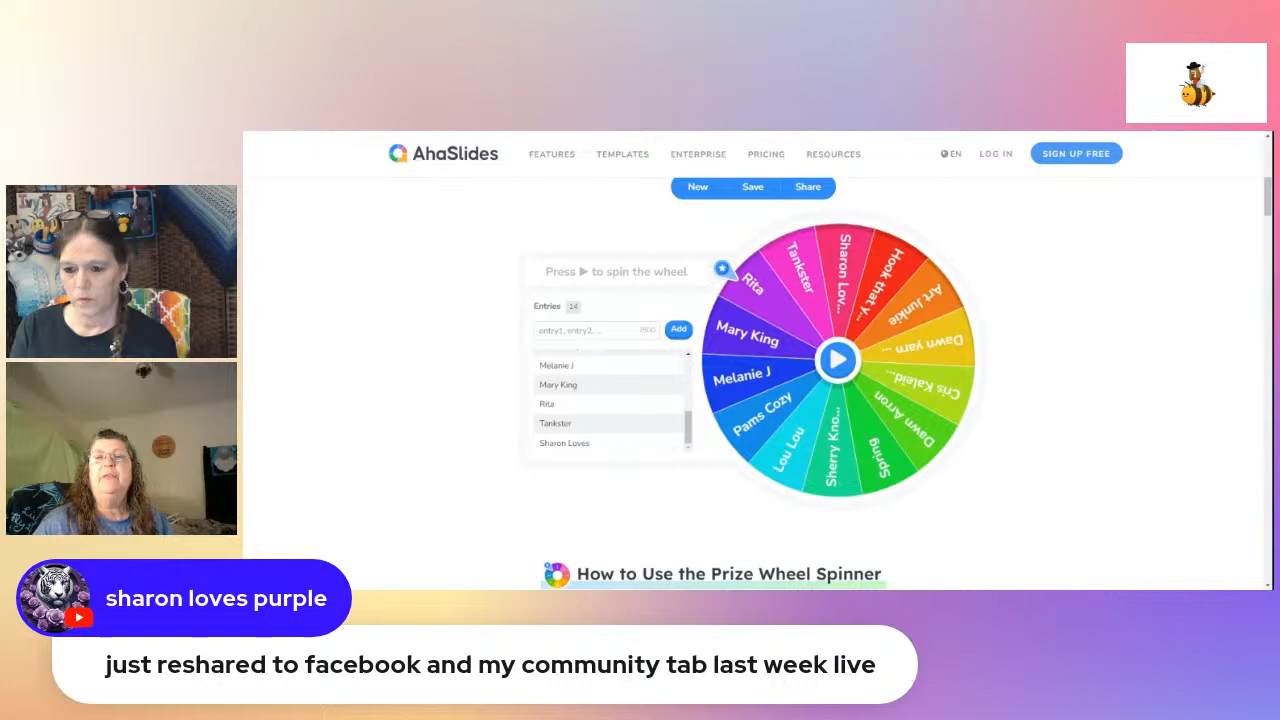 AhaSlides
FEATURES
TEMPLATES
ENTERPRISE
PRICING
RESOURCES
EN
LOG IN
SIGN UP FREE
New
Save
Share
Press ▶ to spin the wheel
Entries 14
entry1, entry2, ...
Add
Melanie J
Mary King
Rita
Tankster
Sharon Loves
Rita
Tankster
Sharon Lov...
Hook that y...
Art Junkie
Dawn yarn ...
Cris Kaleid...
Dawn Arron
Spring
Sherry Kno...
Lou Lou
Pams Cozy
Melanie J
Mary King
How to Use the Prize Wheel Spinner
sharon loves purple
just reshared to facebook and my community tab last week live